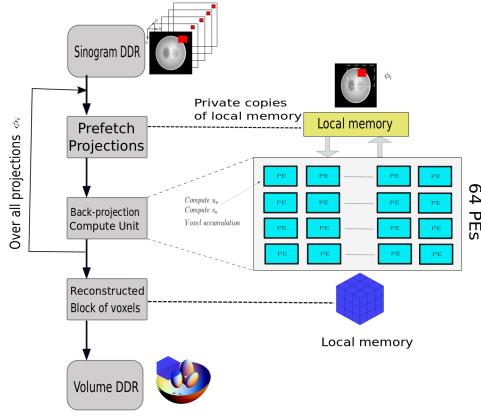 Sinogram DDR
Private copies
of local memory
ϕᵢ
Local memory
Prefetch
Projections
Over all projections ϕᵢ
Back-projection
Compute Unit
Compute uₙ
Compute vₙ
Voxel accumulation
PE PE PE PE
PE PE PE PE
PE PE PE PE
PE PE PE PE
64 PEs
Reconstructed
Block of voxels
Local memory
Volume DDR